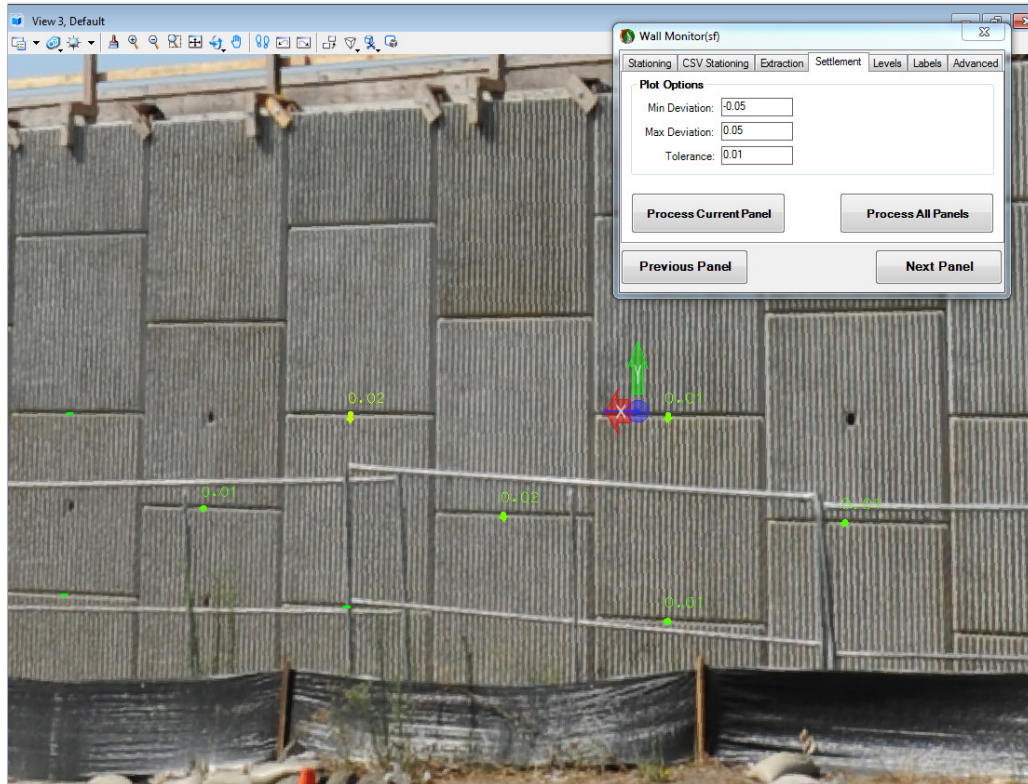 View 3, Default
Wall Monitor(sf)
Stationing CSV Stationing Extraction Settlement Levels Labels Advanced
Plot Options
Min Deviation: -0.05
Max Deviation: 0.05
Tolerance: 0.01
Process Current Panel Process All Panels
Previous Panel Next Panel
Y
0.02 X 0.01
0.01 0.02 0.01
0.01